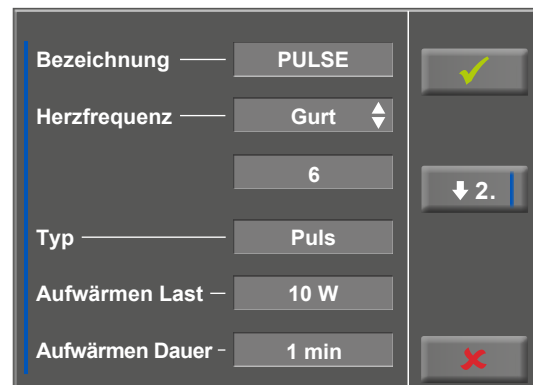 Bezeichnung PULSE
Herzfrequenz Gurt
6
2.
Typ Puls
Aufwärmen Last 10 W
Aufwärmen Dauer 1 min